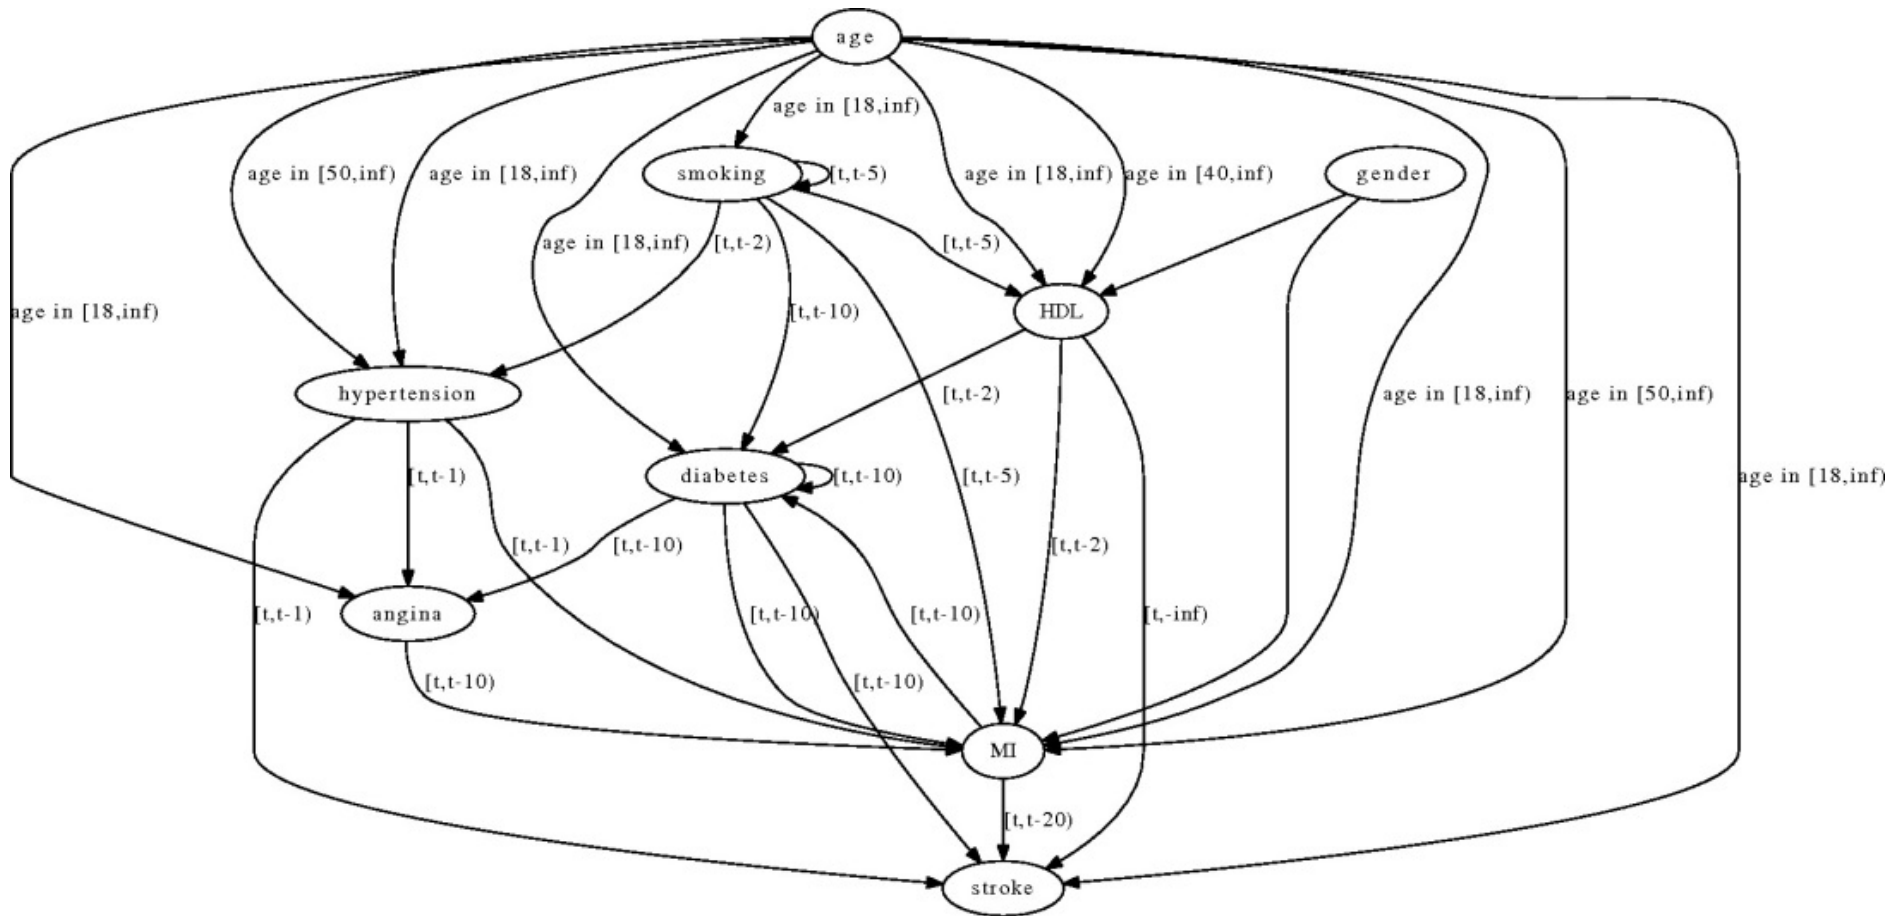 age
age in [18,inf)
age in [50,inf)
age in [18,inf)
smoking
[t,t-5)
age in [18,inf)
age in [40,inf)
gender
age in [18,inf)
[t,t-2)
[t,t-5)
age in [18,inf)
[t,t-10)
HDL
hypertension
[t,t-2)
age in [18,inf)
age in [50,inf)
[t,t-1)
diabetes
[t,t-10)
[t,t-5)
age in [18,inf)
[t,t-1)
[t,t-10)
[t,t-2)
[t,t-1)
angina
[t,t-10)
[t,t-10)
[t,-inf)
[t,t-10)
[t,t-10)
MI
[t,t-20)
stroke